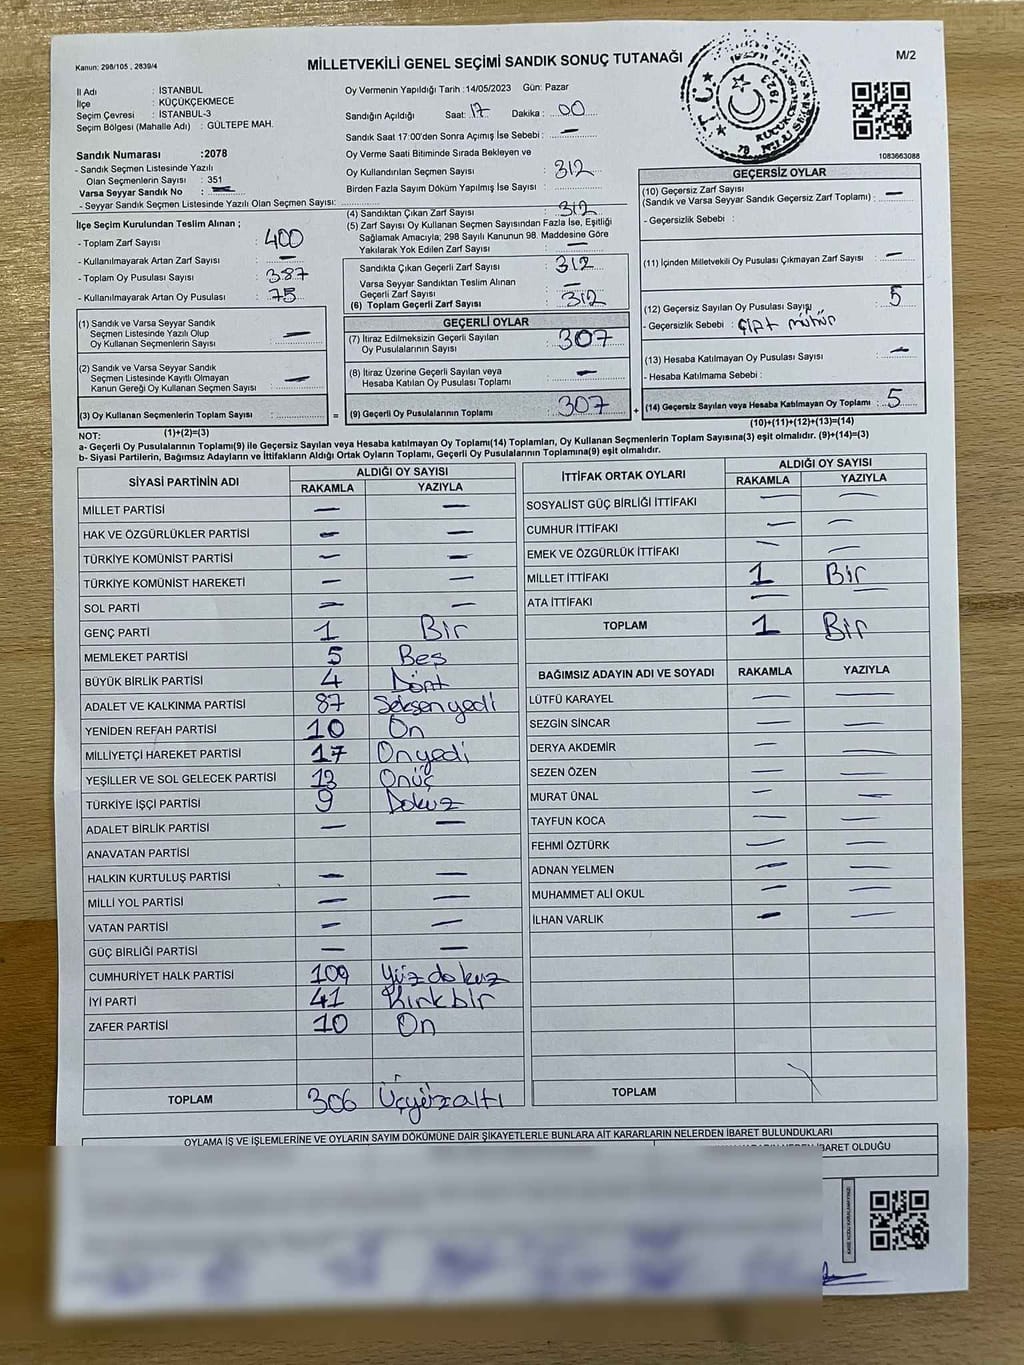 Kanun: 298/105 , 2839/4
MİLLETVEKİLİ GENEL SEÇİMİ SANDIK SONUÇ TUTANAĞI
M/2
İl Adı : İSTANBUL
İlçe : KÜÇÜKÇEKMECE
Seçim Çevresi : İSTANBUL-3
Seçim Bölgesi (Mahalle Adı) : GÜLTEPE MAH.
Sandık Numarası :2078
- Sandık Seçmen Listesinde Yazılı
Olan Seçmenlerin Sayısı : 351
Varsa Seyyar Sandık No : —
- Seyyar Sandık Seçmen Listesinde Yazılı Olan Seçmen Sayısı:
Oy Vermenin Yapıldığı Tarih :14/05/2023 Gün: Pazar
Sandığın Açıldığı Saat: 17 Dakika : 00
Sandık Saat 17:00'den Sonra Açımış İse Sebebi : —
Oy Verme Saati Bitiminde Sırada Bekleyen ve
Oy Kullandırılan Seçmen Sayısı : 312
Birden Fazla Sayım Döküm Yapılmış İse Sayısı :
T.C.
1923
1083663088
İlçe Seçim Kurulundan Teslim Alınan ;
- Toplam Zarf Sayısı : 400
- Kullanılmayarak Artan Zarf Sayısı : —
- Toplam Oy Pusulası Sayısı : 387
- Kullanılmayarak Artan Oy Pusulası : 75
(4) Sandıktan Çıkan Zarf Sayısı : 312
(5) Zarf Sayısı Oy Kullanan Seçmen Sayısından Fazla İse, Eşitliği
Sağlamak Amacıyla; 298 Sayılı Kanunun 98. Maddesine Göre
Yakılarak Yok Edilen Zarf Sayısı : —
Sandıkta Çıkan Geçerli Zarf Sayısı : 312
Varsa Seyyar Sandıktan Teslim Alınan
Geçerli Zarf Sayısı : —
(6) Toplam Geçerli Zarf Sayısı : 312
GEÇERSİZ OYLAR
(10) Geçersiz Zarf Sayısı
(Sandık ve Varsa Seyyar Sandık Geçersiz Zarf Toplamı) : —
- Geçersizlik Sebebi :
(11) İçinden Milletvekili Oy Pusulası Çıkmayan Zarf Sayısı : —
(12) Geçersiz Sayılan Oy Pusulası Sayısı : 5
- Geçersizlik Sebebi : Çift mühür
(13) Hesaba Katılmayan Oy Pusulası Sayısı : —
- Hesaba Katılmama Sebebi :
(14) Geçersiz Sayılan veya Hesaba Katılmayan Oy Toplamı : 5
(10)+(11)+(12)+(13)=(14)
(1) Sandık ve Varsa Seyyar Sandık
Seçmen Listesinde Yazılı Olup
Oy Kullanan Seçmenlerin Sayısı : —
(2) Sandık ve Varsa Seyyar Sandık
Seçmen Listesinde Kayıtlı Olmayan
Kanun Gereği Oy Kullanan Seçmen Sayısı : —
(3) Oy Kullanan Seçmenlerin Toplam Sayısı : =
(1)+(2)=(3)
GEÇERLİ OYLAR
(7) İtiraz Edilmeksizin Geçerli Sayılan
Oy Pusulalarının Sayısı : 307
(8) İtiraz Üzerine Geçerli Sayılan veya
Hesaba Katılan Oy Pusulası Toplamı : —
(9) Geçerli Oy Pusulalarının Toplamı : 307 +
NOT:
a- Geçerli Oy Pusulalarının Toplamı(9) ile Geçersiz Sayılan veya Hesaba katılmayan Oy Toplamı(14) Toplamları, Oy Kullanan Seçmenlerin Toplam Sayısına(3) eşit olmalıdır. (9)+(14)=(3)
b- Siyasi Partilerin, Bağımsız Adayların ve İttifakların Aldığı Ortak Oyların Toplamı, Geçerli Oy Pusulalarının Toplamına(9) eşit olmalıdır.
SİYASİ PARTİNİN ADI ALDIĞI OY SAYISI
RAKAMLA YAZIYLA
MİLLET PARTİSİ — —
HAK VE ÖZGÜRLÜKLER PARTİSİ — —
TÜRKİYE KOMÜNİST PARTİSİ — —
TÜRKİYE KOMÜNİST HAREKETİ — —
SOL PARTİ — —
GENÇ PARTİ 1 Bir
MEMLEKET PARTİSİ 5 Beş
BÜYÜK BİRLİK PARTİSİ 4 Dört
ADALET VE KALKINMA PARTİSİ 87 Seksenyedi
YENİDEN REFAH PARTİSİ 10 On
MİLLİYETÇİ HAREKET PARTİSİ 17 Onyedi
YEŞİLLER VE SOL GELECEK PARTİSİ 13 Onüç
TÜRKİYE İŞÇİ PARTİSİ 9 Dokuz
ADALET BİRLİK PARTİSİ — —
ANAVATAN PARTİSİ
HALKIN KURTULUŞ PARTİSİ — —
MİLLİ YOL PARTİSİ — —
VATAN PARTİSİ — —
GÜÇ BİRLİĞİ PARTİSİ — —
CUMHURİYET HALK PARTİSİ 109 Yüzdokuz
İYİ PARTİ 41 Kırkbir
ZAFER PARTİSİ 10 On
TOPLAM 306 Üçyüzaltı
İTTİFAK ORTAK OYLARI ALDIĞI OY SAYISI
RAKAMLA YAZIYLA
SOSYALİST GÜÇ BİRLİĞİ İTTİFAKI — —
CUMHUR İTTİFAKI — —
EMEK VE ÖZGÜRLÜK İTTİFAKI — —
MİLLET İTTİFAKI 1 Bir
ATA İTTİFAKI — —
TOPLAM 1 Bir
BAĞIMSIZ ADAYIN ADI VE SOYADI RAKAMLA YAZIYLA
LÜTFÜ KARAYEL — —
SEZGİN SİNCAR — —
DERYA AKDEMİR — —
SEZEN ÖZEN — —
MURAT ÜNAL — —
TAYFUN KOCA — —
FEHMİ ÖZTÜRK — —
ADNAN YELMEN — —
MUHAMMET ALİ OKUL — —
İLHAN VARLIK — —
TOPLAM
OYLAMA İŞ VE İŞLEMLERİNE VE OYLARIN SAYIM DÖKÜMÜNE DAİR ŞİKAYETLERLE BUNLARA AİT KARARLARIN NELERDEN İBARET BULUNDUKLARI
İBARET OLDUĞU